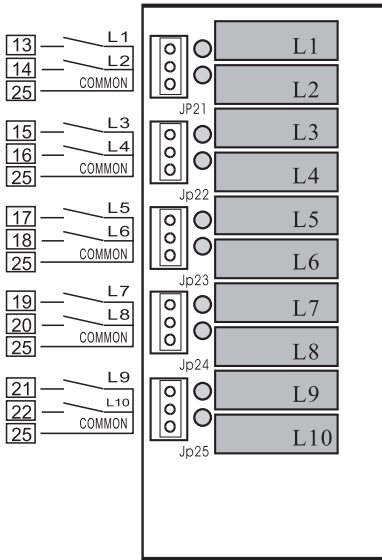 13 L1 L1
14 L2 L2
25 COMMON
JP21
15 L3 L3
16 L4 L4
25 COMMON
Jp22
17 L5 L5
18 L6 L6
25 COMMON
Jp23
19 L7 L7
20 L8 L8
25 COMMON
Jp24
21 L9 L9
22 L10 L10
25 COMMON
Jp25